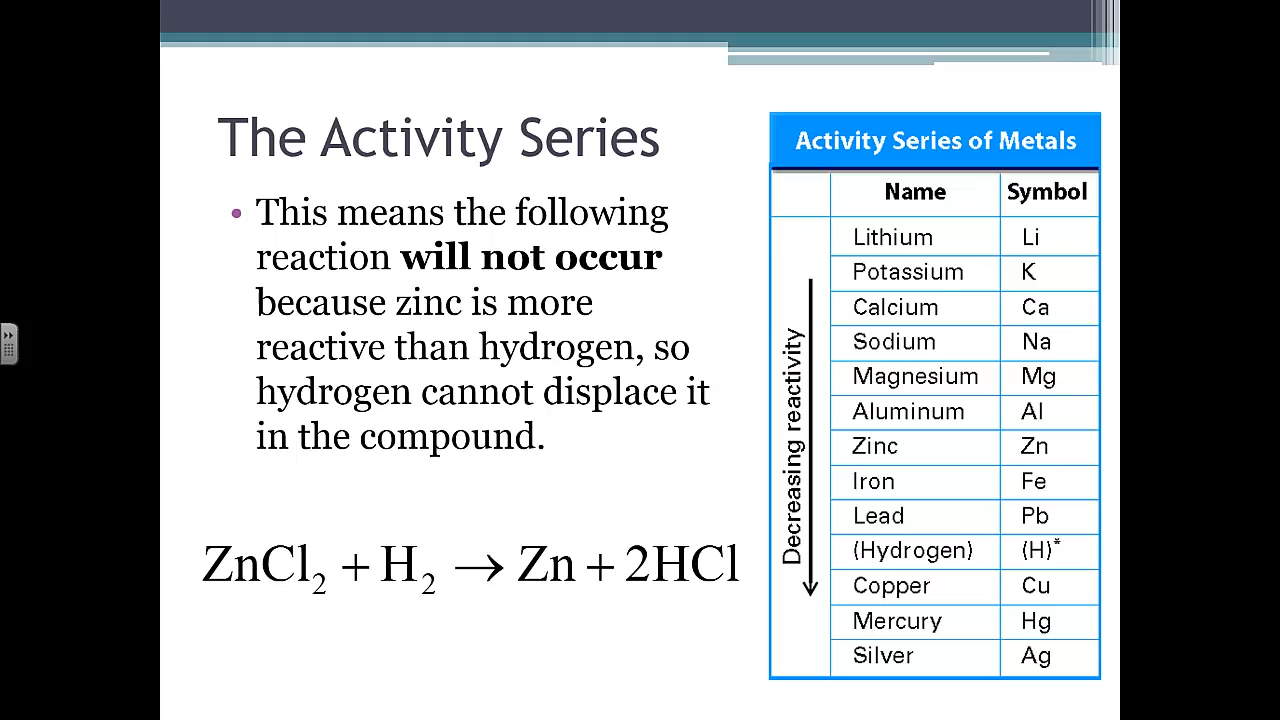 The Activity Series
• This means the following
reaction will not occur
because zinc is more
reactive than hydrogen, so
hydrogen cannot displace it
in the compound.
ZnCl₂ + H₂ → Zn + 2HCl
Activity Series of Metals
Name Symbol
Decreasing reactivity
Lithium Li
Potassium K
Calcium Ca
Sodium Na
Magnesium Mg
Aluminum Al
Zinc Zn
Iron Fe
Lead Pb
(Hydrogen) (H)*
Copper Cu
Mercury Hg
Silver Ag